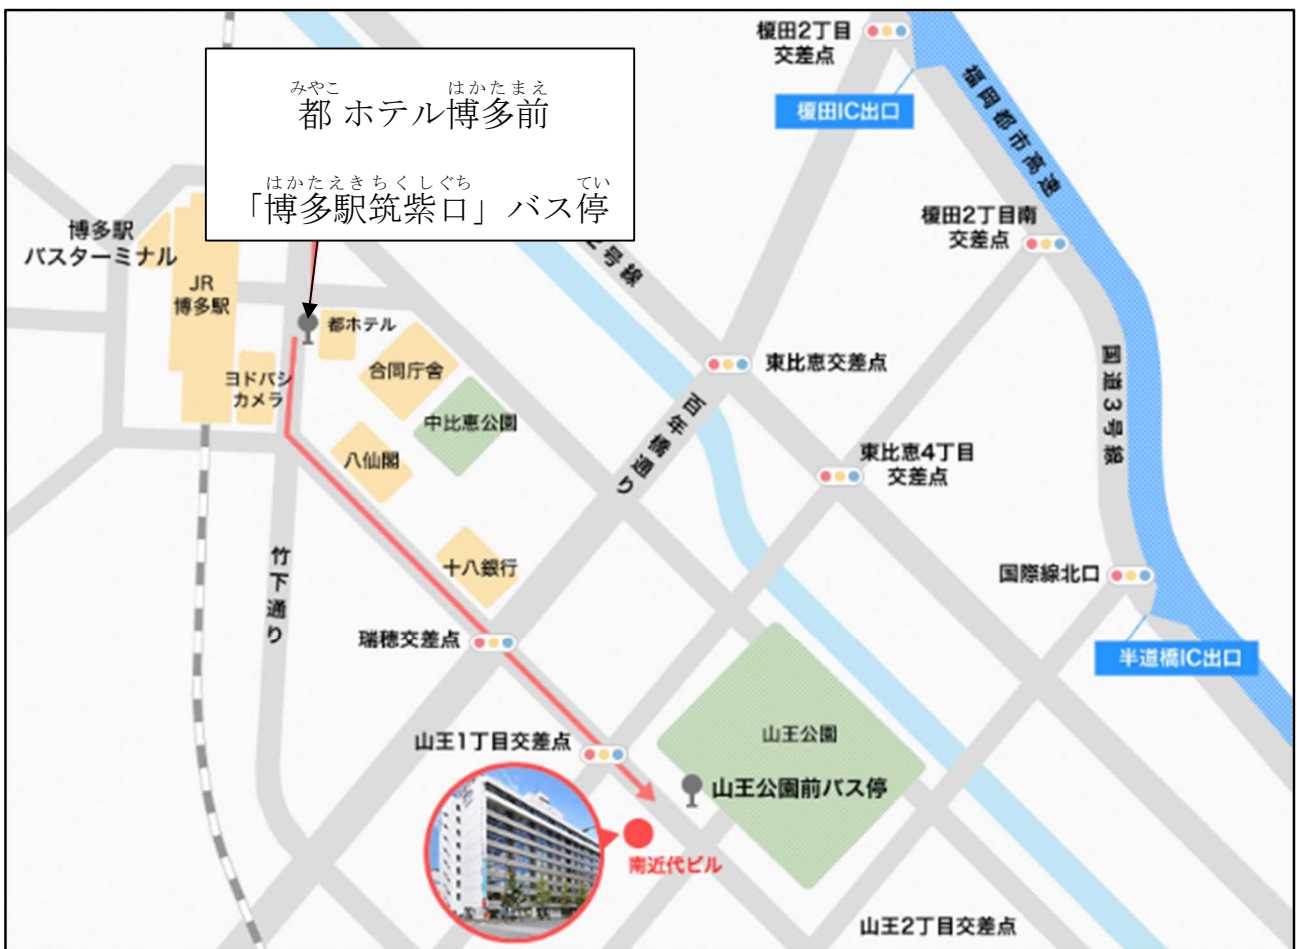 榎田2丁目
交差点
榎田IC出口
福岡都市高速
みやこ はかたまえ
都ホテル博多前
はかたえきちくしぐち てい
「博多駅筑紫口」バス停
榎田2丁目南
交差点
博多駅
バスターミナル
2号線
JR
博多駅
都ホテル
東比恵交差点
国道3号線
合同庁舎
ヨドバシ
カメラ
中比恵公園
百年橋通り
八仙閣
東比恵4丁目
交差点
竹下通り
十八銀行
国際線北口
瑞穂交差点
半道橋IC出口
山王1丁目交差点
山王公園
山王公園前バス停
南近代ビル
山王2丁目交差点